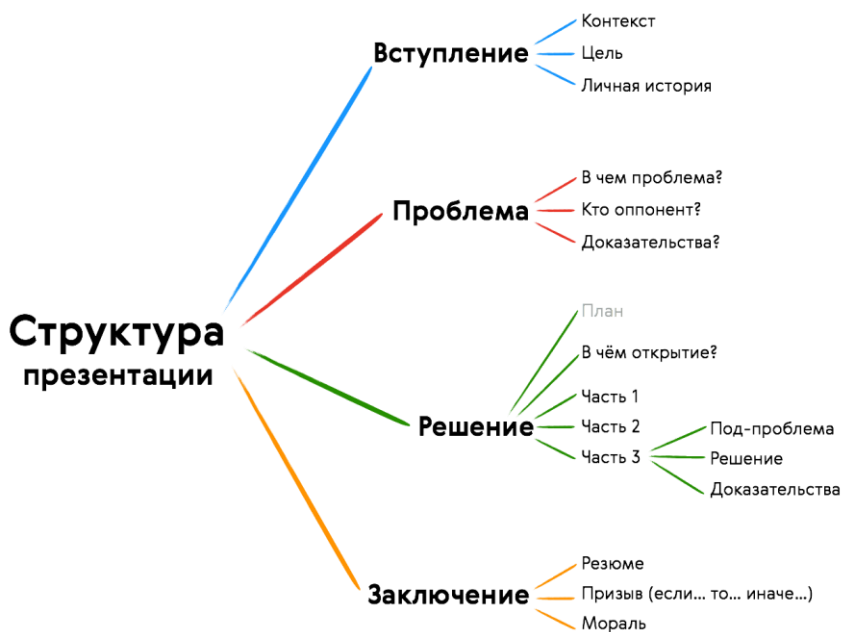 Структура
презентации
Вступление
Контекст
Цель
Личная история
Проблема
В чем проблема?
Кто оппонент?
Доказательства?
Решение
План
В чём открытие?
Часть 1
Часть 2
Часть 3
Под-проблема
Решение
Доказательства
Заключение
Резюме
Призыв (если... то... иначе...)
Мораль